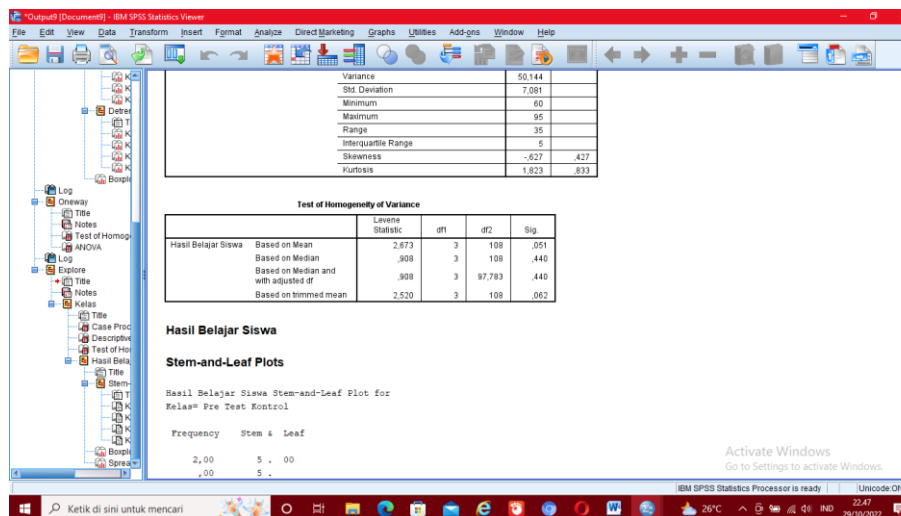 *Output9 [Document9] - IBM SPSS Statistics Viewer
File Edit View Data Transform Insert Format Analyze Direct Marketing Graphs Utilities Add-ons Window Help
K
K
K
Detre
T
K
K
K
K
Boxplo
Log
Oneway
Title
Notes
Test of Homog
ANOVA
Log
Explore
Title
Notes
Kelas
Title
Case Proc
Descriptive
Test of Ho
Hasil Bela
Title
Stem-
T
K
K
K
K
Boxpl
Sprea
Variance 50,144
Std. Deviation 7,081
Minimum 60
Maximum 95
Range 35
Interquartile Range 5
Skewness -,627 ,427
Kurtosis 1,823 ,833
Test of Homogeneity of Variance
Levene Statistic df1 df2 Sig.
Hasil Belajar Siswa Based on Mean 2,673 3 108 ,051
Based on Median ,908 3 108 ,440
Based on Median and with adjusted df ,908 3 97,783 ,440
Based on trimmed mean 2,520 3 108 ,062
Hasil Belajar Siswa
Stem-and-Leaf Plots
Hasil Belajar Siswa Stem-and-Leaf Plot for
Kelas= Pre Test Kontrol
Frequency Stem & Leaf
2,00 5 . 00
,00 5 .
Activate Windows
Go to Settings to activate Windows.
IBM SPSS Statistics Processor is ready Unicode:ON
Ketik di sini untuk mencari
26°C IND 22.47
29/10/2022